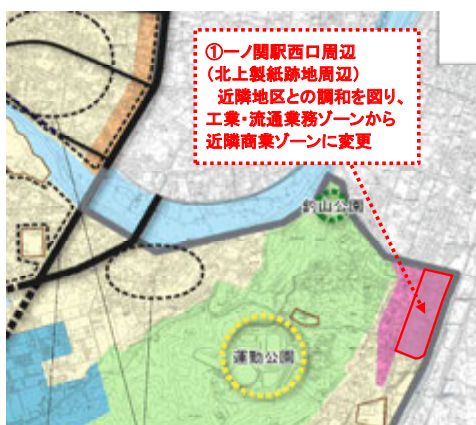 ①一ノ関駅西口周辺
（北上製紙跡地周辺）
近隣地区との調和を図り、
工業・流通業務ゾーンから
近隣商業ゾーンに変更
釣山公園
運動公園